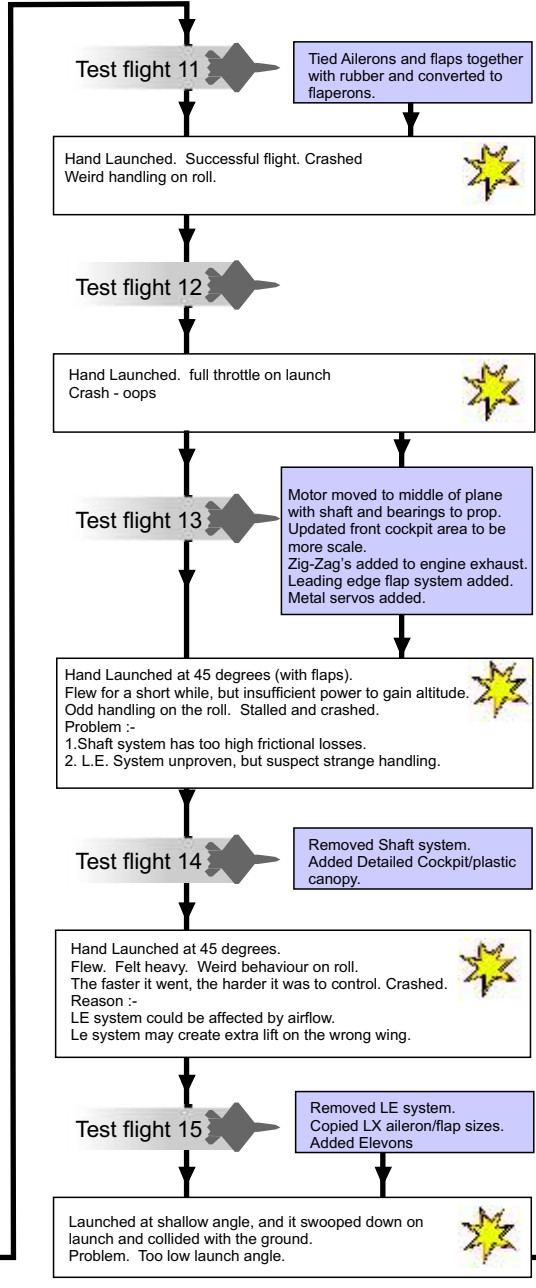 Test flight 11
Tied Ailerons and flaps together
with rubber and converted to
flaperons.
Hand Launched. Successful flight. Crashed
Weird handling on roll.
Test flight 12
Hand Launched. full throttle on launch
Crash - oops
Test flight 13
Motor moved to middle of plane
with shaft and bearings to prop.
Updated front cockpit area to be
more scale.
Zig-Zag's added to engine exhaust.
Leading edge flap system added.
Metal servos added.
Hand Launched at 45 degrees (with flaps).
Flew for a short while, but insufficient power to gain altitude.
Odd handling on the roll. Stalled and crashed.
Problem :-
1.Shaft system has too high frictional losses.
2. L.E. System unproven, but suspect strange handling.
Test flight 14
Removed Shaft system.
Added Detailed Cockpit/plastic
canopy.
Hand Launched at 45 degrees.
Flew. Felt heavy. Weird behaviour on roll.
The faster it went, the harder it was to control. Crashed.
Reason :-
LE system could be affected by airflow.
Le system may create extra lift on the wrong wing.
Test flight 15
Removed LE system.
Copied LX aileron/flap sizes.
Added Elevons
Launched at shallow angle, and it swooped down on
launch and collided with the ground.
Problem. Too low launch angle.